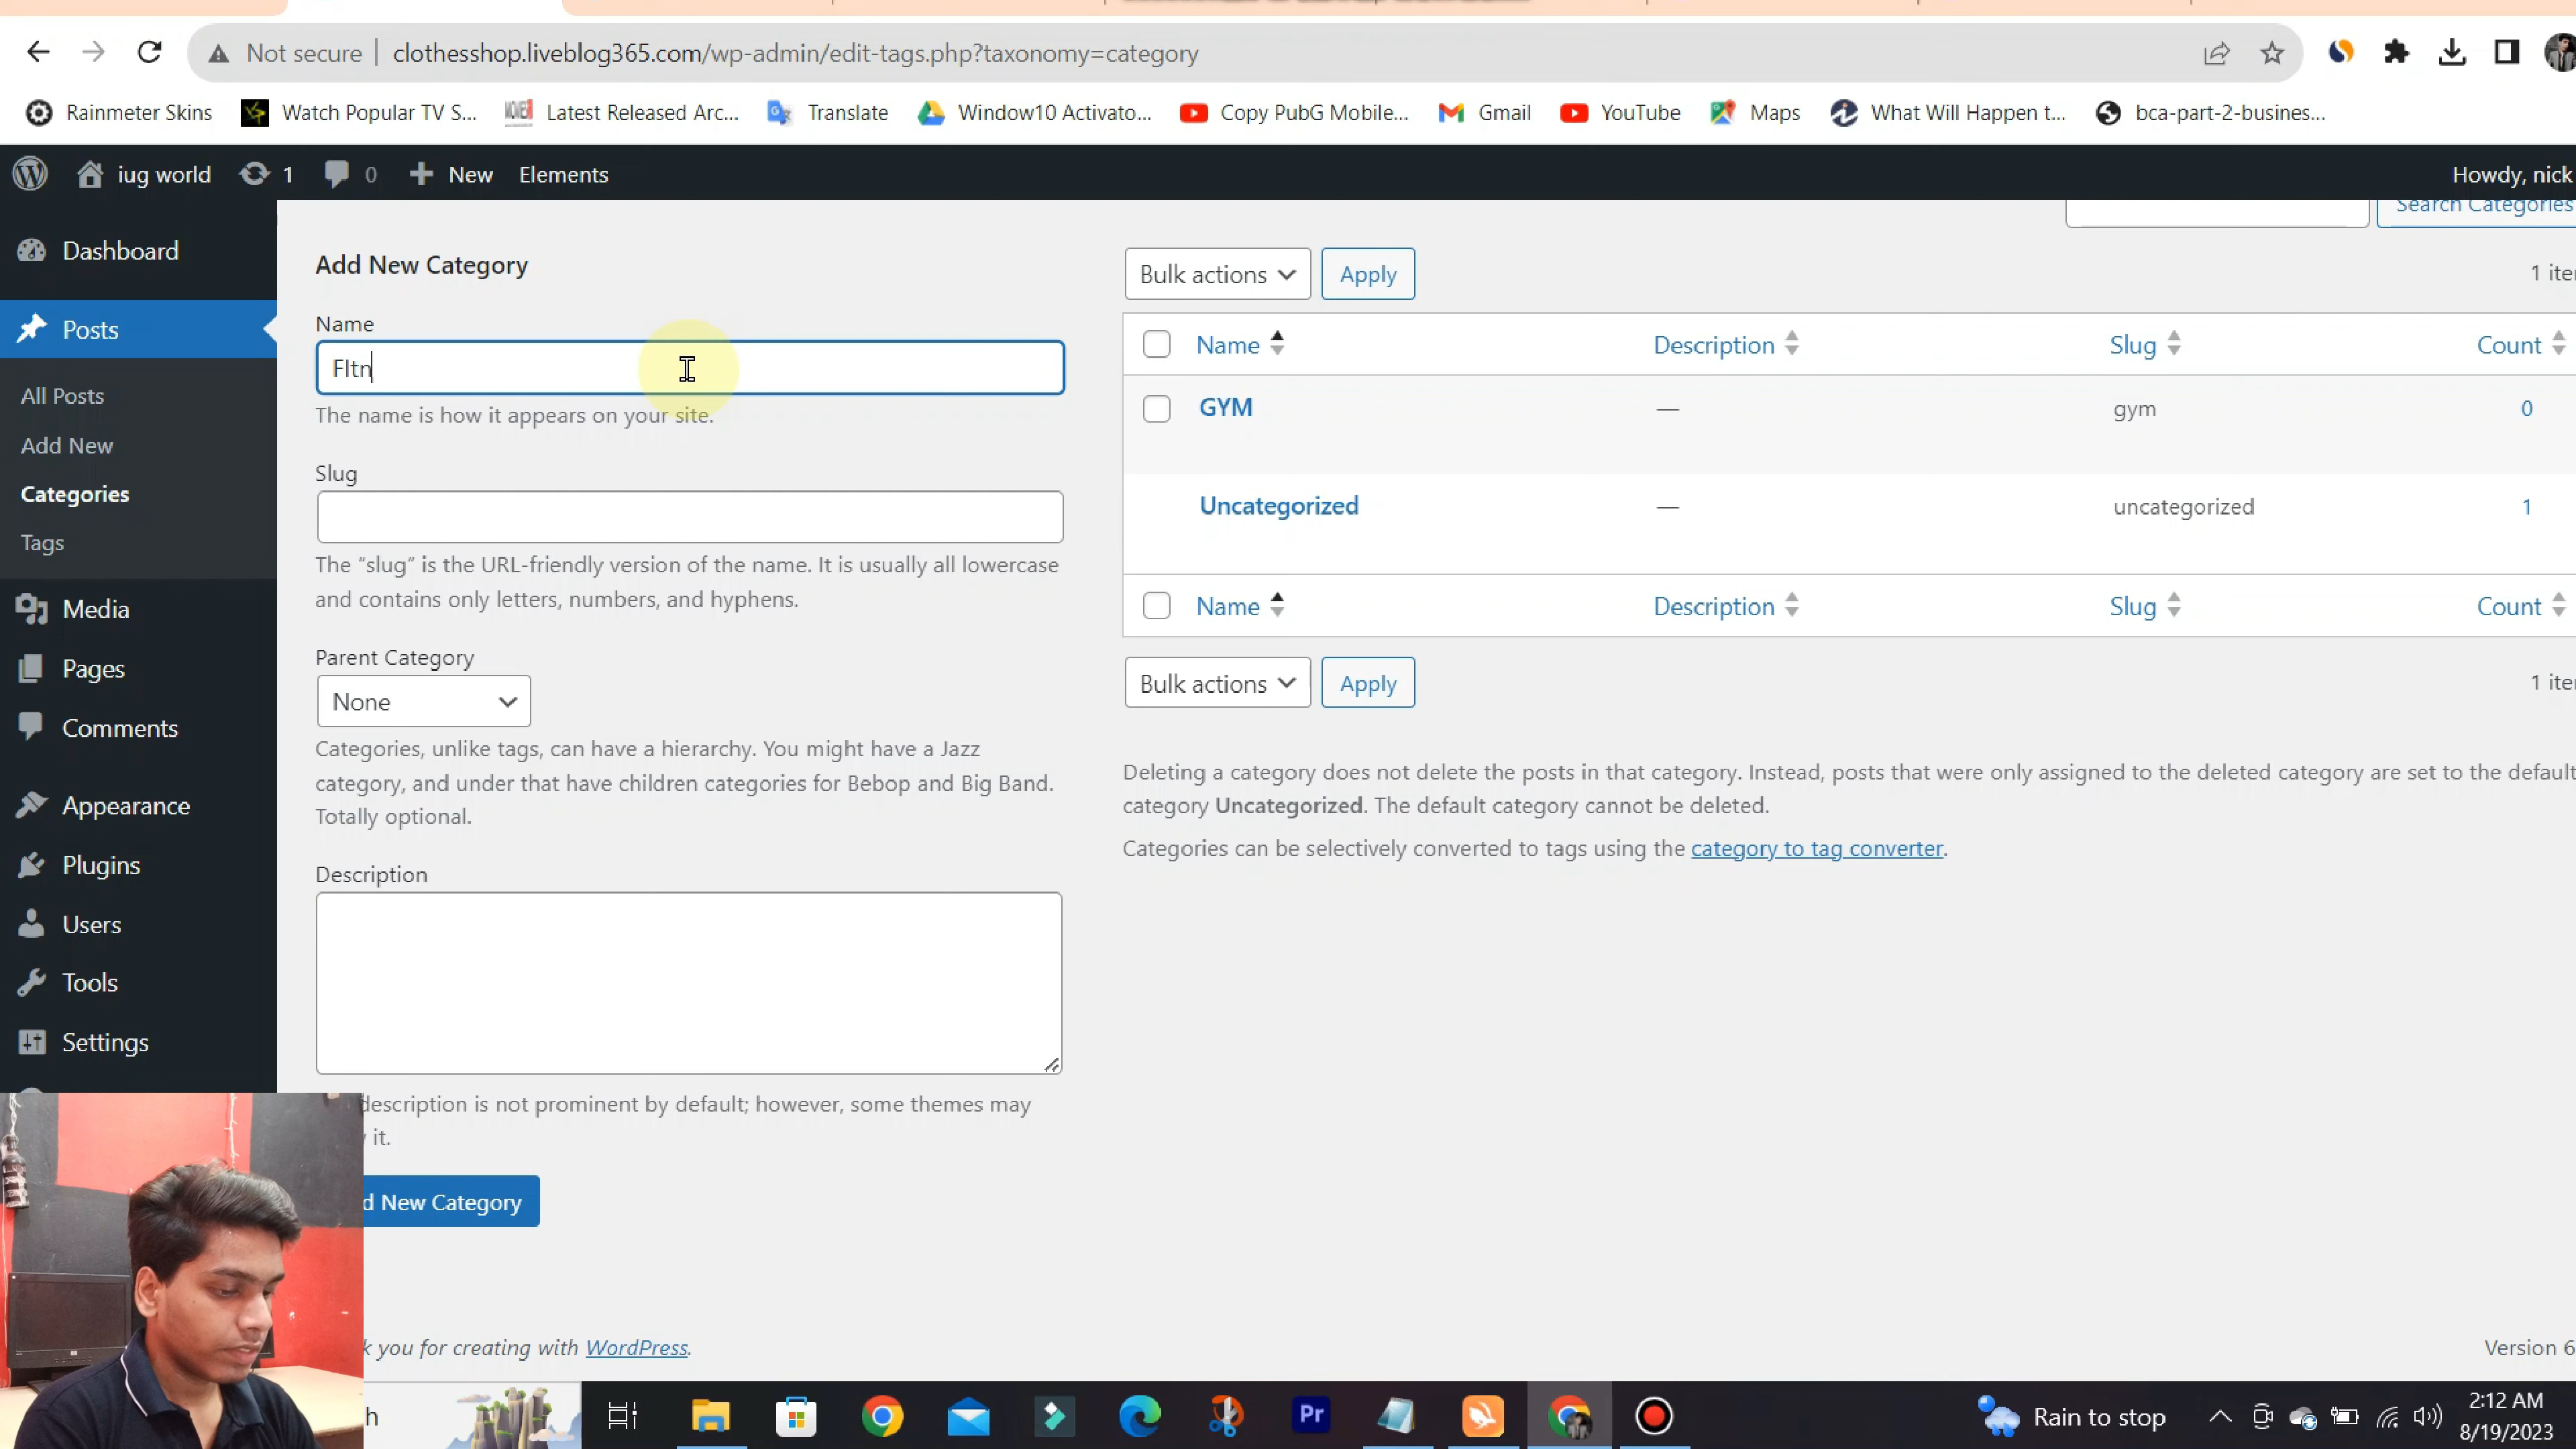 Not secure clothesshop.liveblog365.com/wp-admin/edit-tags.php?taxonomy=category
Rainmeter Skins Watch Popular TV S... Latest Released Arc... Translate Window10 Activato... Copy PubG Mobile... Gmail YouTube Maps What Will Happen t... bca-part-2-busines...
iug world 1 0 New Elements Howdy, nick
Search Categories
Dashboard
Posts
All Posts
Add New
Categories
Tags
Media
Pages
Comments
Appearance
Plugins
Users
Tools
Settings
Add New Category
Name
FItn
The name is how it appears on your site.
Slug
The “slug” is the URL-friendly version of the name. It is usually all lowercase
and contains only letters, numbers, and hyphens.
Parent Category
None
Categories, unlike tags, can have a hierarchy. You might have a Jazz
category, and under that have children categories for Bebop and Big Band.
Totally optional.
Description
description is not prominent by default; however, some themes may
it.
d New Category
k you for creating with WordPress.
Bulk actions Apply 1 ite
Name Description Slug Count
GYM — gym 0
Uncategorized — uncategorized 1
Name Description Slug Count
Bulk actions Apply 1 ite
Deleting a category does not delete the posts in that category. Instead, posts that were only assigned to the deleted category are set to the default
category Uncategorized. The default category cannot be deleted.
Categories can be selectively converted to tags using the category to tag converter.
Version 6
h Pr Rain to stop 2:12 AM
8/19/2023